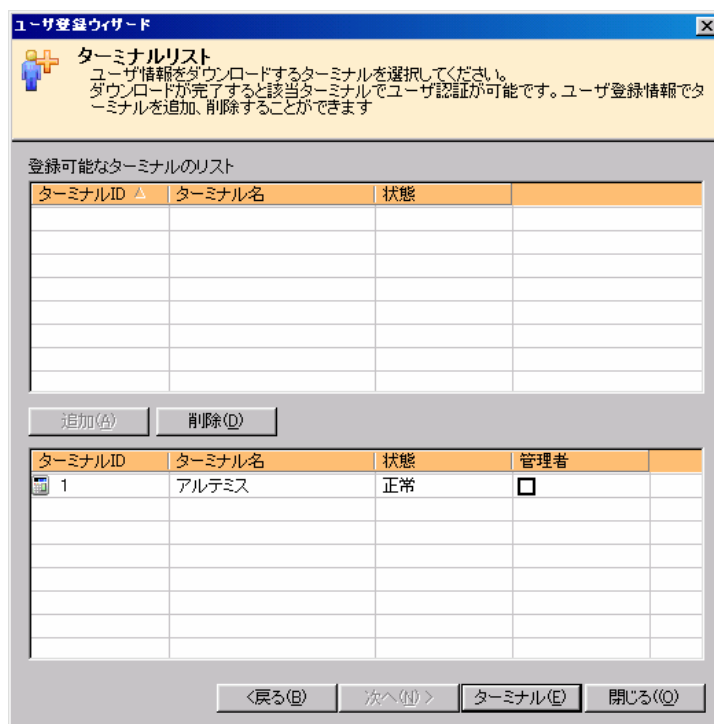 ユーザ登録ウィザード
ターミナルリスト
ユーザ情報をダウンロードするターミナルを選択してください。
ダウンロードが完了すると該当ターミナルでユーザ認証が可能です。ユーザ登録情報でタ
ーミナルを追加、削除することができます
登録可能なターミナルのリスト
ターミナルID ターミナル名 状態
追加(A) 削除(D)
ターミナルID ターミナル名 状態 管理者
1 アルテミス 正常
<戻る(B) 次へ(N) > ターミナル(E) 閉じる((O)